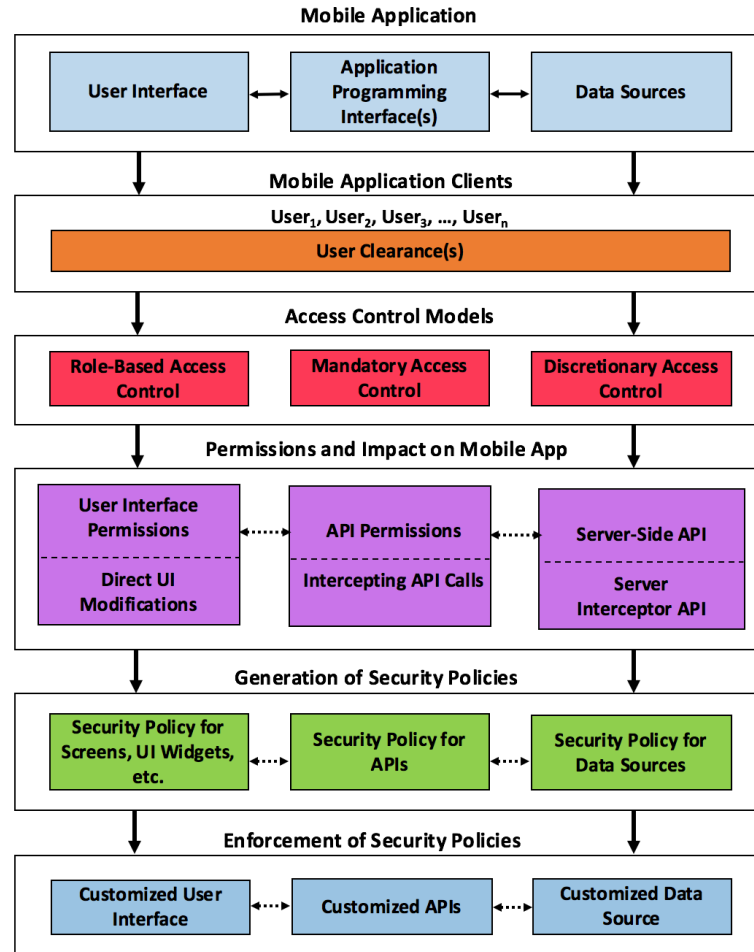 Mobile Application
User Interface
Application
Programming
Interface(s)
Data Sources
Mobile Application Clients
User1, User2, User3, …, Usern
User Clearance(s)
Access Control Models
Role-Based Access
Control
Mandatory Access
Control
Discretionary Access
Control
Permissions and Impact on Mobile App
User Interface
Permissions
Direct UI
Modifications
API Permissions
Intercepting API Calls
Server-Side API
Server
Interceptor API
Generation of Security Policies
Security Policy for
Screens, UI Widgets,
etc.
Security Policy for
APIs
Security Policy for
Data Sources
Enforcement of Security Policies
Customized User
Interface
Customized APIs
Customized Data
Source